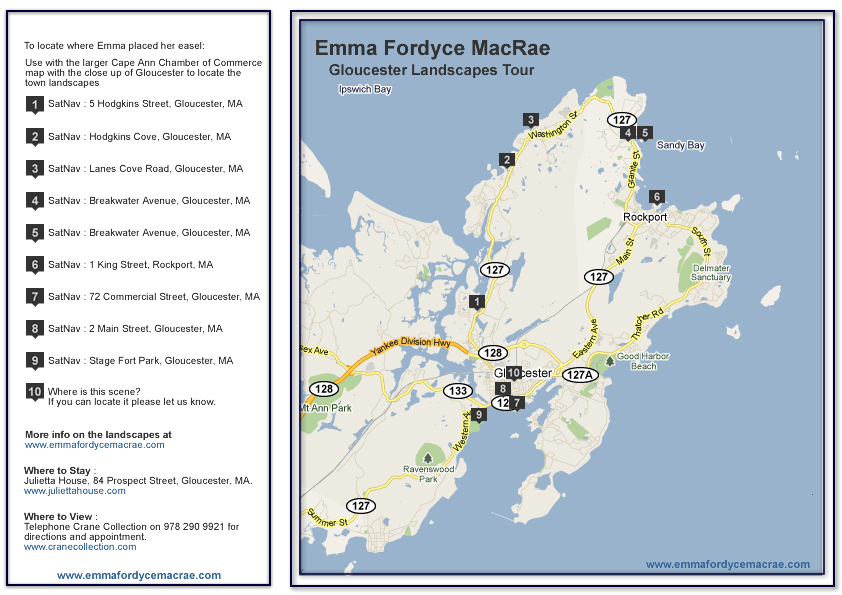 To locate where Emma placed her easel:
Use with the larger Cape Ann Chamber of Commerce
map with the close up of Gloucester to locate the
town landscapes
1 SatNav : 5 Hodgkins Street, Gloucester, MA
2 SatNav : Hodgkins Cove, Gloucester, MA
3 SatNav : Lanes Cove Road, Gloucester, MA
4 SatNav : Breakwater Avenue, Gloucester, MA
5 SatNav : Breakwater Avenue, Gloucester, MA
6 SatNav : 1 King Street, Rockport, MA
7 SatNav : 72 Commercial Street, Gloucester, MA
8 SatNav : 2 Main Street, Gloucester, MA
9 SatNav : Stage Fort Park, Gloucester, MA
10 Where is this scene?
If you can locate it please let us know.
More info on the landscapes at
www.emmafordycemacrae.com
Where to Stay :
Julietta House, 84 Prospect Street, Gloucester, MA.
www.juliettahouse.com
Where to View :
Telephone Crane Collection on 978 290 9921 for
directions and appointment.
www.cranecollection.com
www.emmafordycemacrae.com
Emma Fordyce MacRae
Gloucester Landscapes Tour
Ipswich Bay
3
127
Washington St
4 5
Sandy Bay
2
Granite St
6
Rockport
South St
Main St
127
127
Delmater
Sanctuary
1
Thatcher Rd
Eastern Ave
Yankee Division Hwy
128
sex Ave
Good Harbor
Beach
10
127A
128
133
8
12
7
Mt Ann Park
9
Western A
Ravenswood
Park
127
Summer St
www.emmafordycemacrae.com